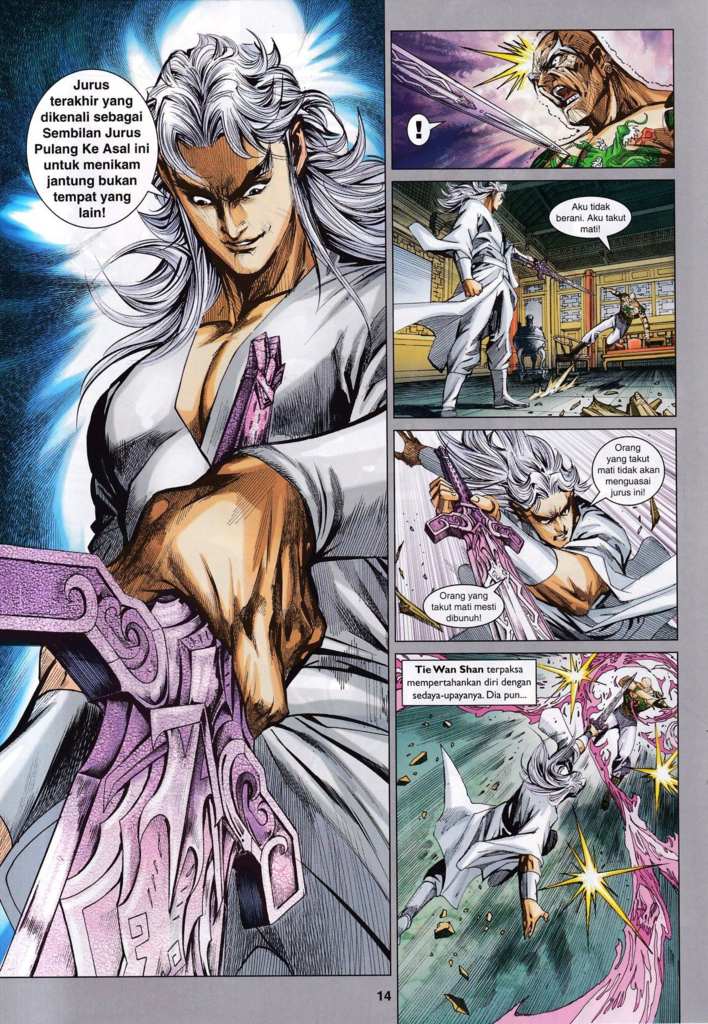 Jurus
terakhir yang
dikenali sebagai
Sembilan Jurus
Pulang Ke Asal ini
untuk menikam
jantung bukan
tempat yang
lain!
!
Aku tidak
berani. Aku takut
mati!
Orang
yang takut
mati tidak akan
menguasai
jurus ini!
Orang yang
takut mati mesti
dibunuh!
Tie Wan Shan terpaksa
mempertahankan diri dengan
sedaya-upayanya. Dia pun...
14